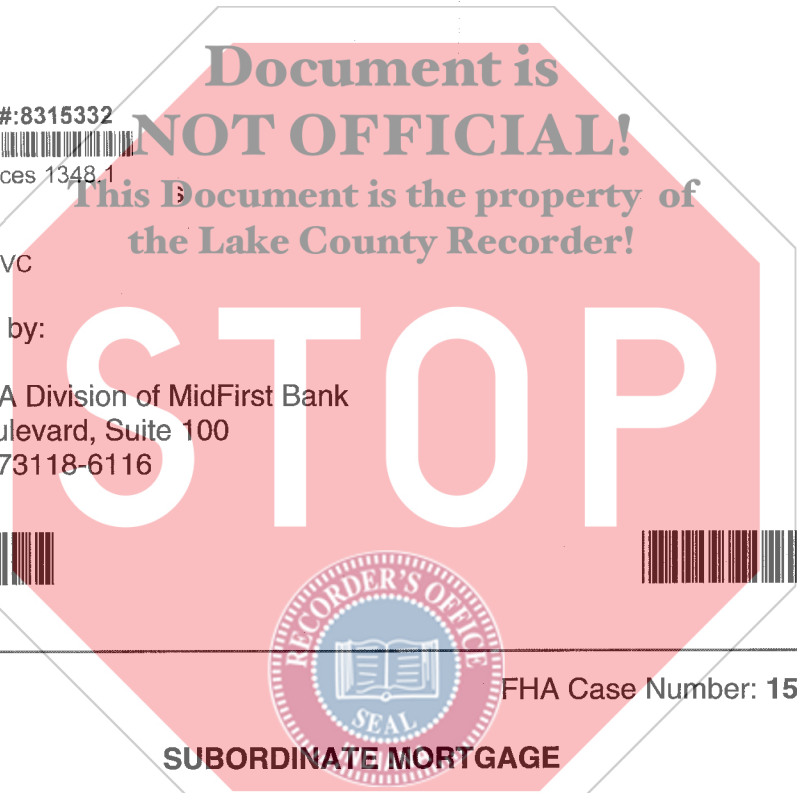 Document is
NOT OFFICIAL!
#:8315332
ces 1348.1
This Document is the property of
the Lake County Recorder!
VC
by:
STOP
A Division of MidFirst Bank
ulevard, Suite 100
73118-6116
RECORDER'S OFFICE
SEAL
FHA Case Number: 15
SUBORDINATE MORTGAGE